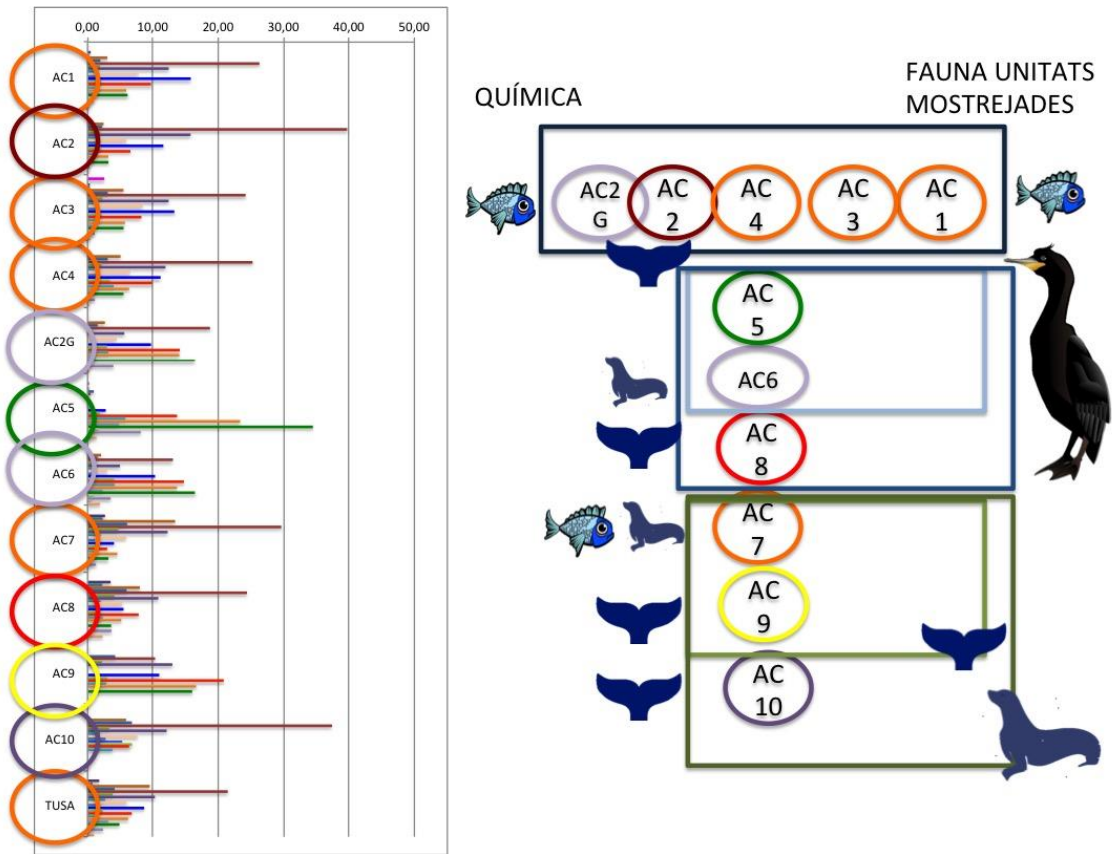 0,00 10,00 20,00 30,00 40,00 50,00
AC1
AC2
AC3
AC4
AC2G
AC5
AC6
AC7
AC8
AC9
AC10
TUSA
QUÍMICA
FAUNA UNITATS
MOSTREJADES
AC2
G
AC
2
AC
4
AC
3
AC
1
AC
5
AC6
AC
8
AC
7
AC
9
AC
10